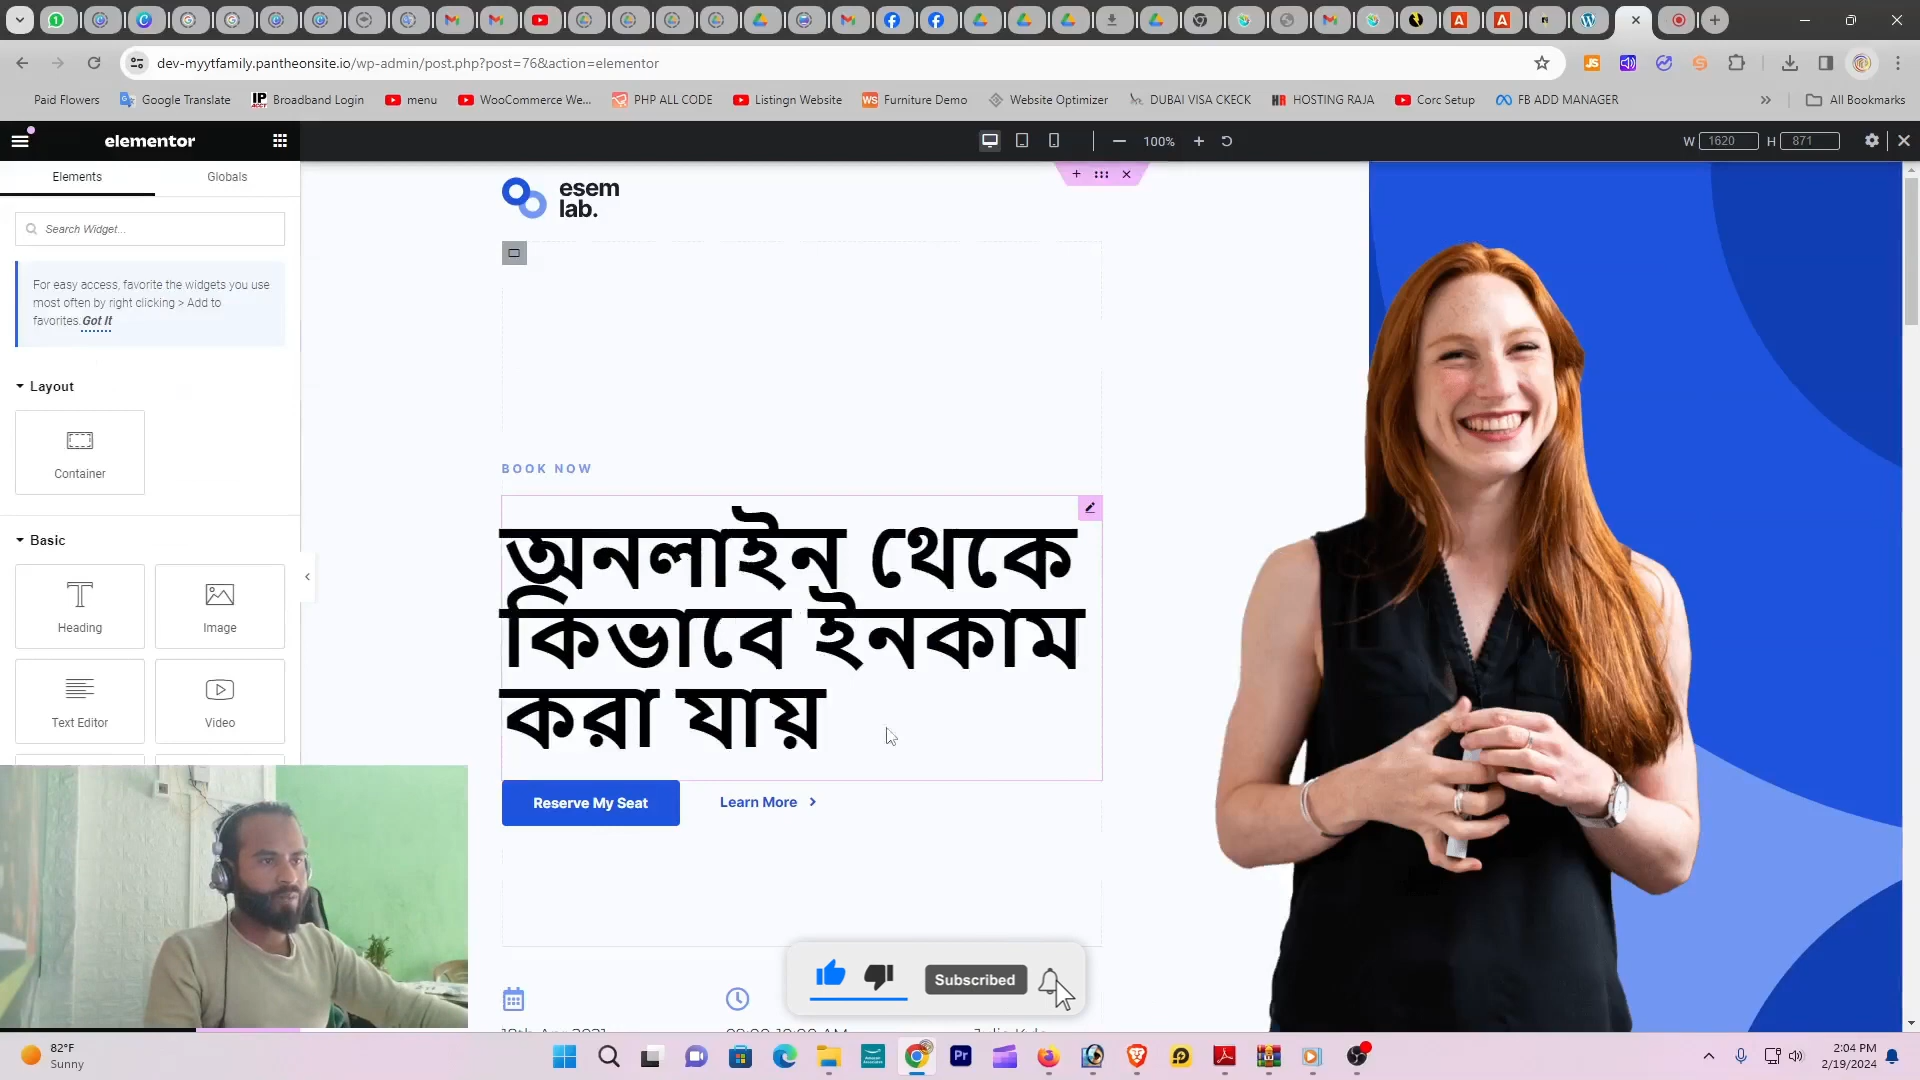 dev-myytfamily.pantheonsite.io/wp-admin/post.php?post=76&action=elementor
Paid Flowers
Google Translate
Broadband Login
menu
WooCommerce We...
PHP ALL CODE
Listingn Website
Furniture Demo
Website Optimizer
DUBAI VISA CKECK
HOSTING RAJA
Corc Setup
FB ADD MANAGER
All Bookmarks
elementor
100%
W 1620 H 871
Elements
Globals
Search Widget...
For easy access, favorite the widgets you use
most often by right clicking > Add to
favorites. Got It
Layout
Container
Basic
Heading
Image
Text Editor
Video
esem
lab.
BOOK NOW
অনলাইন থেকে
কিভাবে ইনকাম
করা যায়
Reserve My Seat
Learn More
Subscribed
82°F
Sunny
2:04 PM
2/19/2024